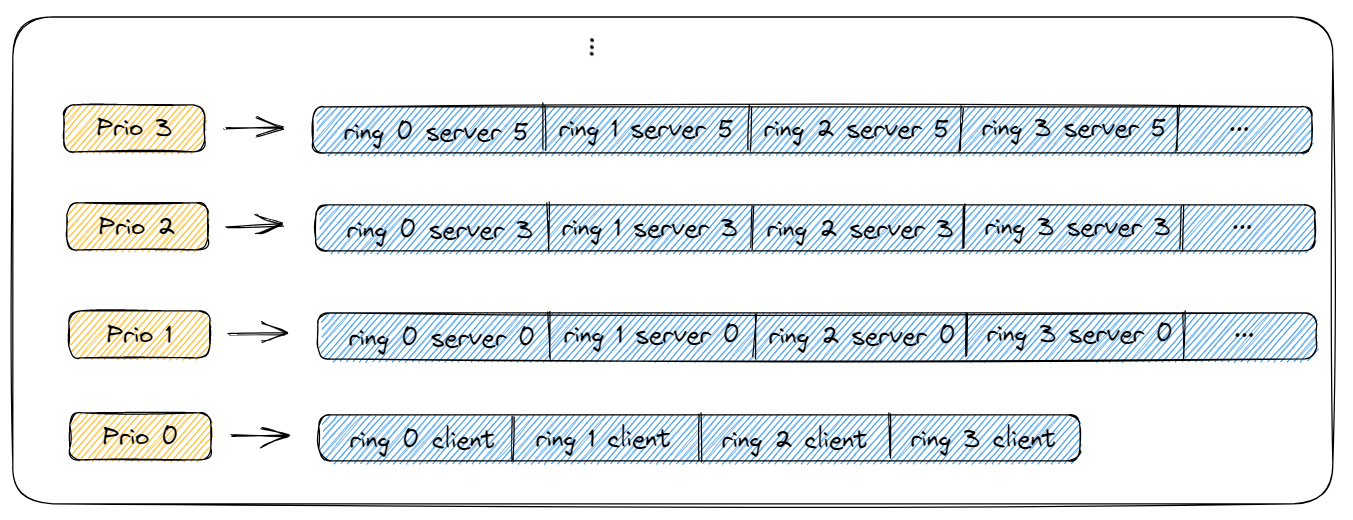 ⋮
Prio 3 ring 0 server 5 ring 1 server 5 ring 2 server 5 ring 3 server 5 ...
Prio 2 ring 0 server 3 ring 1 server 3 ring 2 server 3 ring 3 server 3 ...
Prio 1 ring 0 server 0 ring 1 server 0 ring 2 server 0 ring 3 server 0 ...
Prio 0 ring 0 client ring 1 client ring 2 client ring 3 client